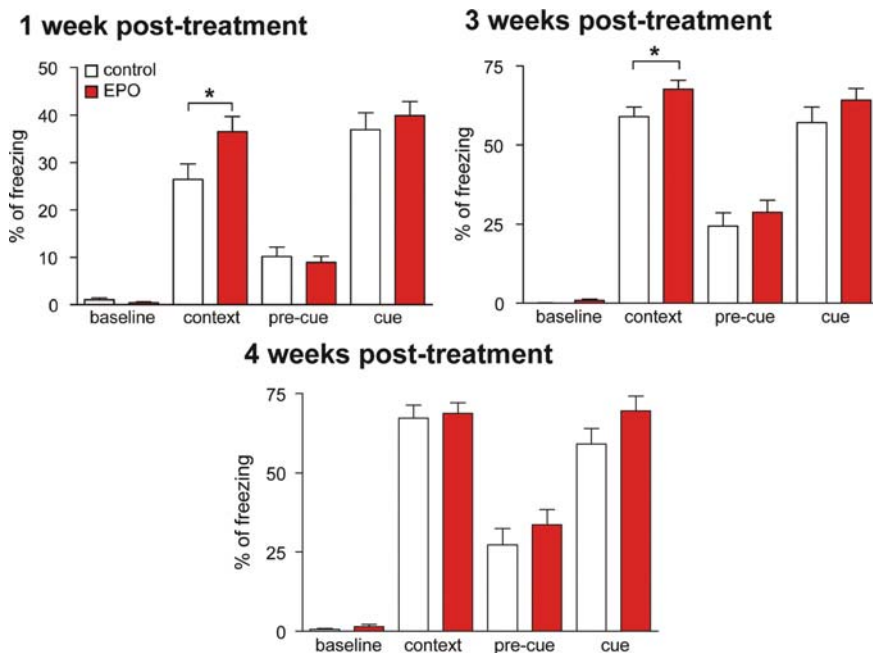 1 week post-treatment
50
40
30
20
10
0
% of freezing
control
EPO
*
baseline context pre-cue cue
3 weeks post-treatment
75
50
25
0
% of freezing
*
baseline context pre-cue cue
4 weeks post-treatment
75
50
25
0
% of freezing
baseline context pre-cue cue